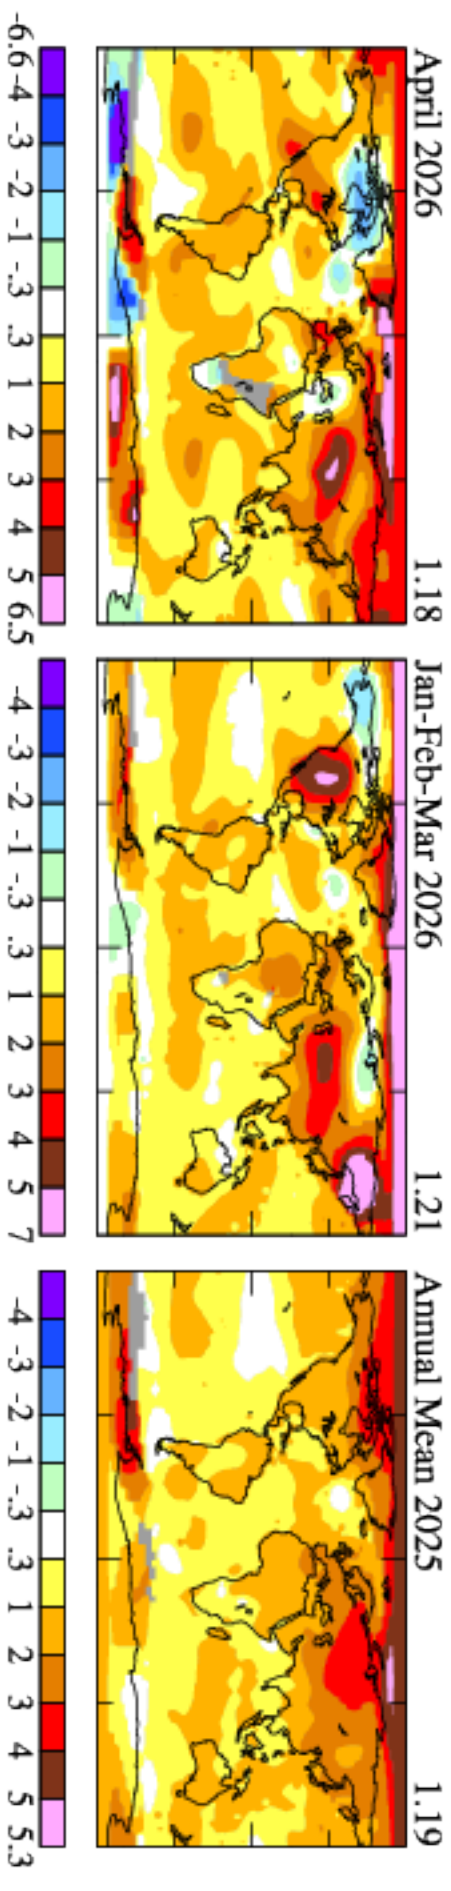 April 2026 1.18
-6.6 -4 -3 -2 -1 -.3 .3 1 2 3 4 5 6.5
Jan-Feb-Mar 2026 1.21
-4 -3 -2 -1 -.3 .3 1 2 3 4 5 7
Annual Mean 2025 1.19
-4 -3 -2 -1 -.3 .3 1 2 3 4 5 5.3